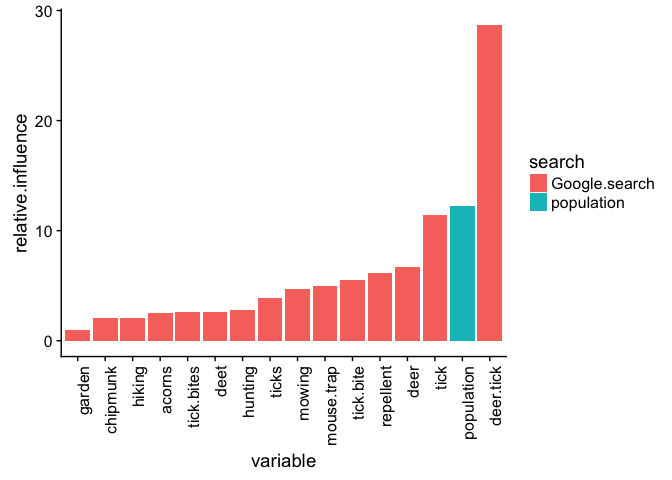 30
20
10
0
relative.influence
garden
chipmunk
hiking
acorns
tick.bites
deet
hunting
ticks
mowing
mouse.trap
tick.bite
repellent
deer
tick
population
deer.tick
variable
search
Google.search
population